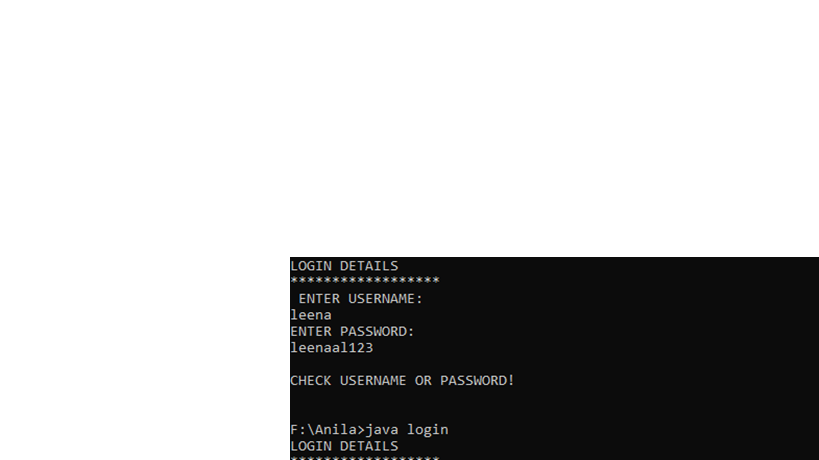 LOGIN DETAILS
******************
ENTER USERNAME:
leena
ENTER PASSWORD:
leenaal123
CHECK USERNAME OR PASSWORD!
F:\Anila>java login
LOGIN DETAILS
******************